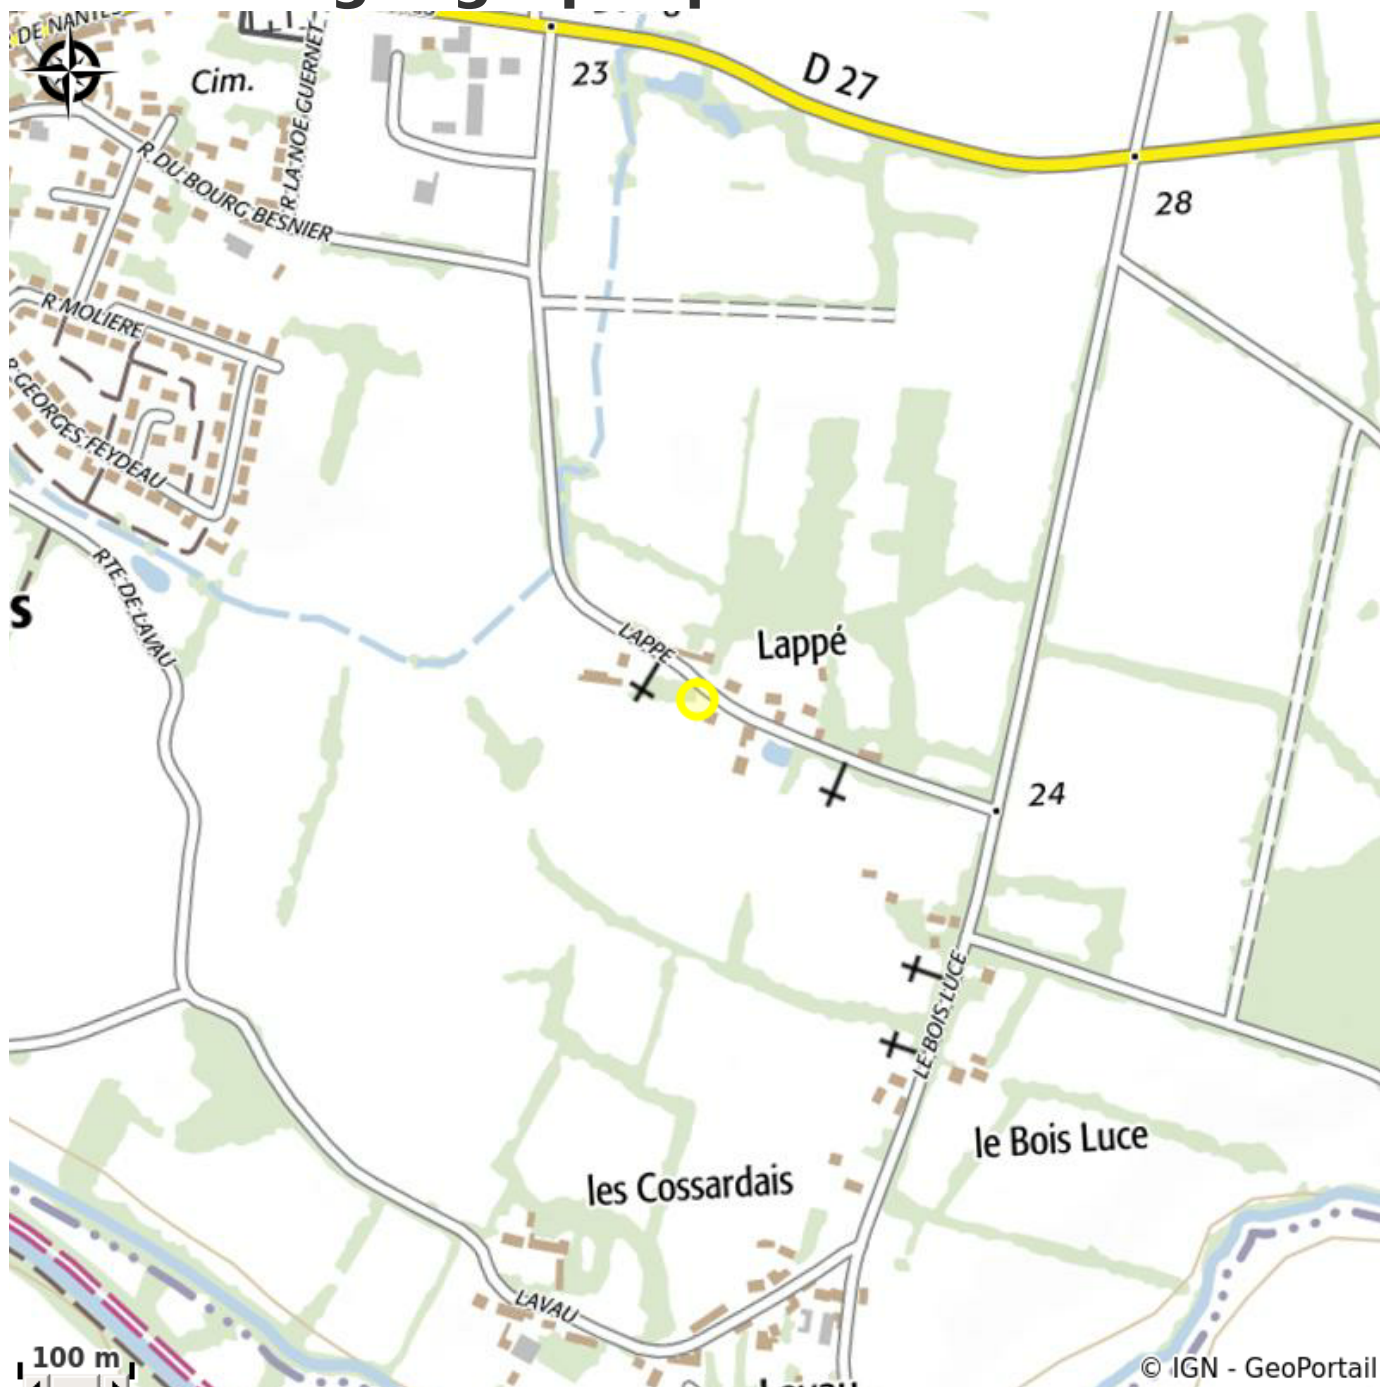 DE NANTES
Cim.
R LA NOE GUERNET
23
D 27
R DU BOURG BESNIER
28
R MOLIERE
R GEORGES FEYDEAU
RTE DE LAVAU
S
LAPPE
Lappé
24
LE BOIS LUCE
le Bois Luce
les Cossardais
LAVAU
100 m
© IGN - GeoPortail